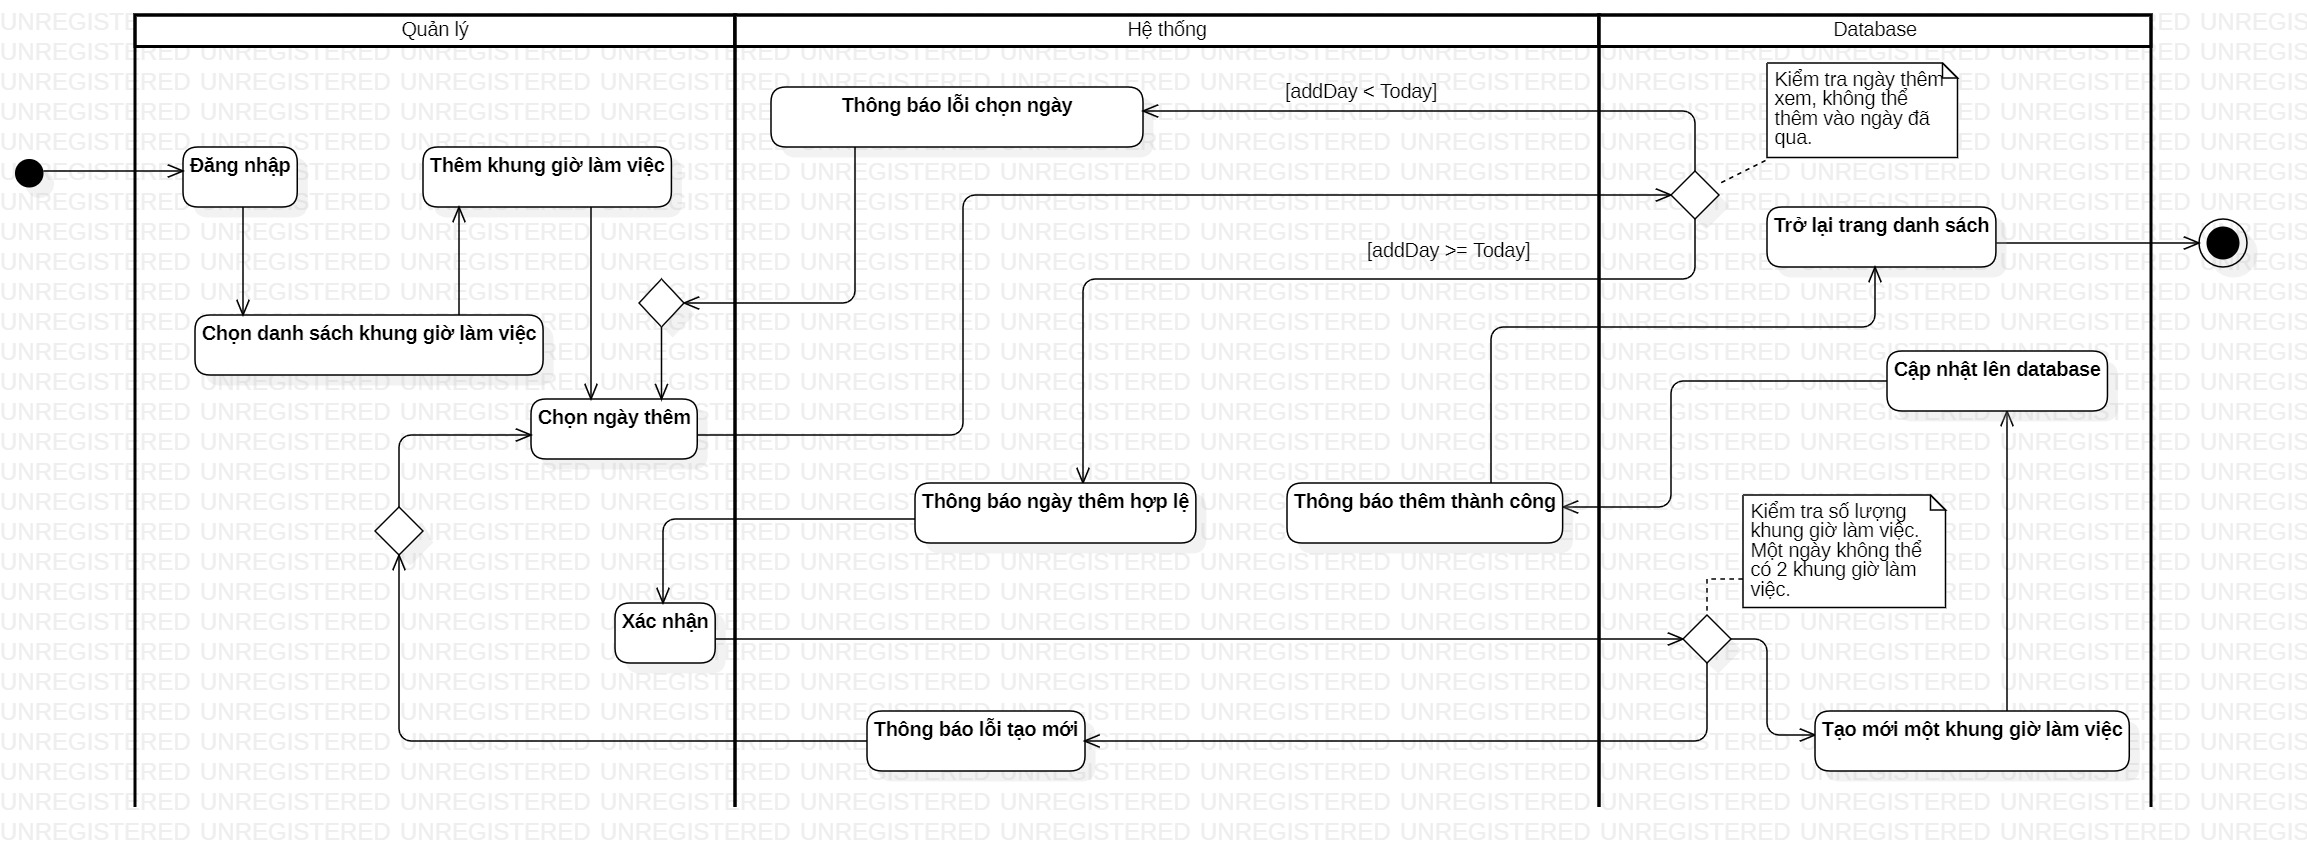 Quản lý
Hệ thống
Database
Kiểm tra ngày thêm
xem, không thể
thêm vào ngày đã
qua.
[addDay < Today]
Thông báo lỗi chọn ngày
Đăng nhập
Thêm khung giờ làm việc
Trở lại trang danh sách
[addDay >= Today]
Chọn danh sách khung giờ làm việc
Cập nhật lên database
Chọn ngày thêm
Thông báo ngày thêm hợp lệ
Thông báo thêm thành công
Kiểm tra số lượng
khung giờ làm việc.
Một ngày không thể
có 2 khung giờ làm
việc.
Xác nhận
Thông báo lỗi tạo mới
Tạo mới một khung giờ làm việc
UNREGISTERED